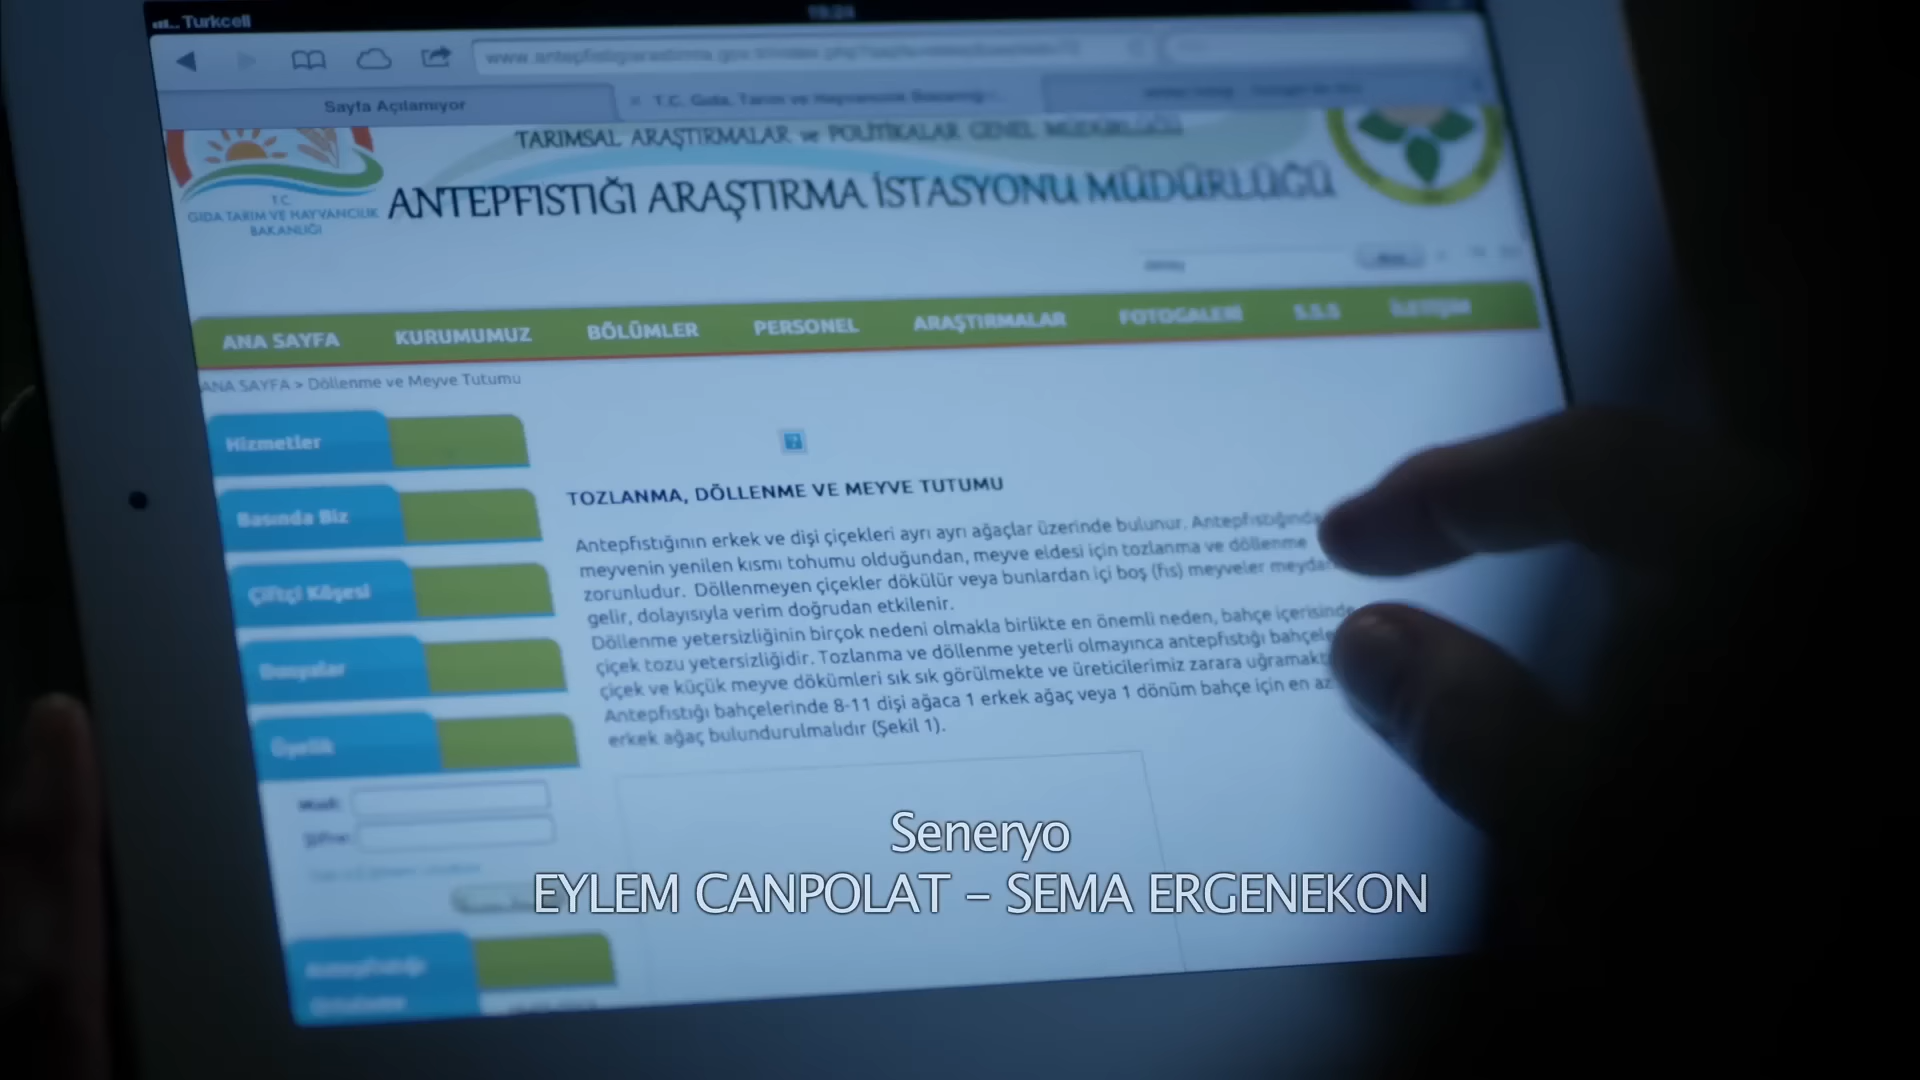 Turkcell
19:24
Sayfa Açılamıyor
T.C. Gıda, Tarım ve Hayvancılık Bakanlığı
TARIMSAL ARAŞTIRMALAR ve POLİTİKALAR GENEL MÜDÜRLÜĞÜ
ANTEPFISTIĞI ARAŞTIRMA İSTASYONU MÜDÜRLÜĞÜ
T.C.
GIDA TARIM VE HAYVANCILIK
BAKANLIĞI
ANA SAYFA KURUMUMUZ BÖLÜMLER PERSONEL ARAŞTIRMALAR FOTOGALERİ S.S.S İLETİŞİM
ANA SAYFA > Döllenme ve Meyve Tutumu
Hizmetler
Basında Biz
Çiftçi Köşesi
Dosyalar
Üyelik
TOZLANMA, DÖLLENME VE MEYVE TUTUMU
Antepfıstığının erkek ve dişi çiçekleri ayrı ayrı ağaçlar üzerinde bulunur. Antepfıstığında
meyvenin yenilen kısmı tohumu olduğundan, meyve eldesi için tozlanma ve döllenme
zorunludur. Döllenmeyen çiçekler dökülür veya bunlardan içi boş (fıs) meyveler meydan
gelir, dolayısıyla verim doğrudan etkilenir.
Döllenme yetersizliğinin birçok nedeni olmakla birlikte en önemli neden, bahçe içerisinde
çiçek tozu yetersizliğidir. Tozlanma ve döllenme yeterli olmayınca antepfıstığı bahçele
çiçek ve küçük meyve dökümleri sık sık görülmekte ve üreticilerimiz zarara uğramakt
Antepfıstığı bahçelerinde 8-11 dişi ağaca 1 erkek ağaç veya 1 dönüm bahçe için en az
erkek ağaç bulundurulmalıdır (Şekil 1).
Seneryo
EYLEM CANPOLAT - SEMA ERGENEKON